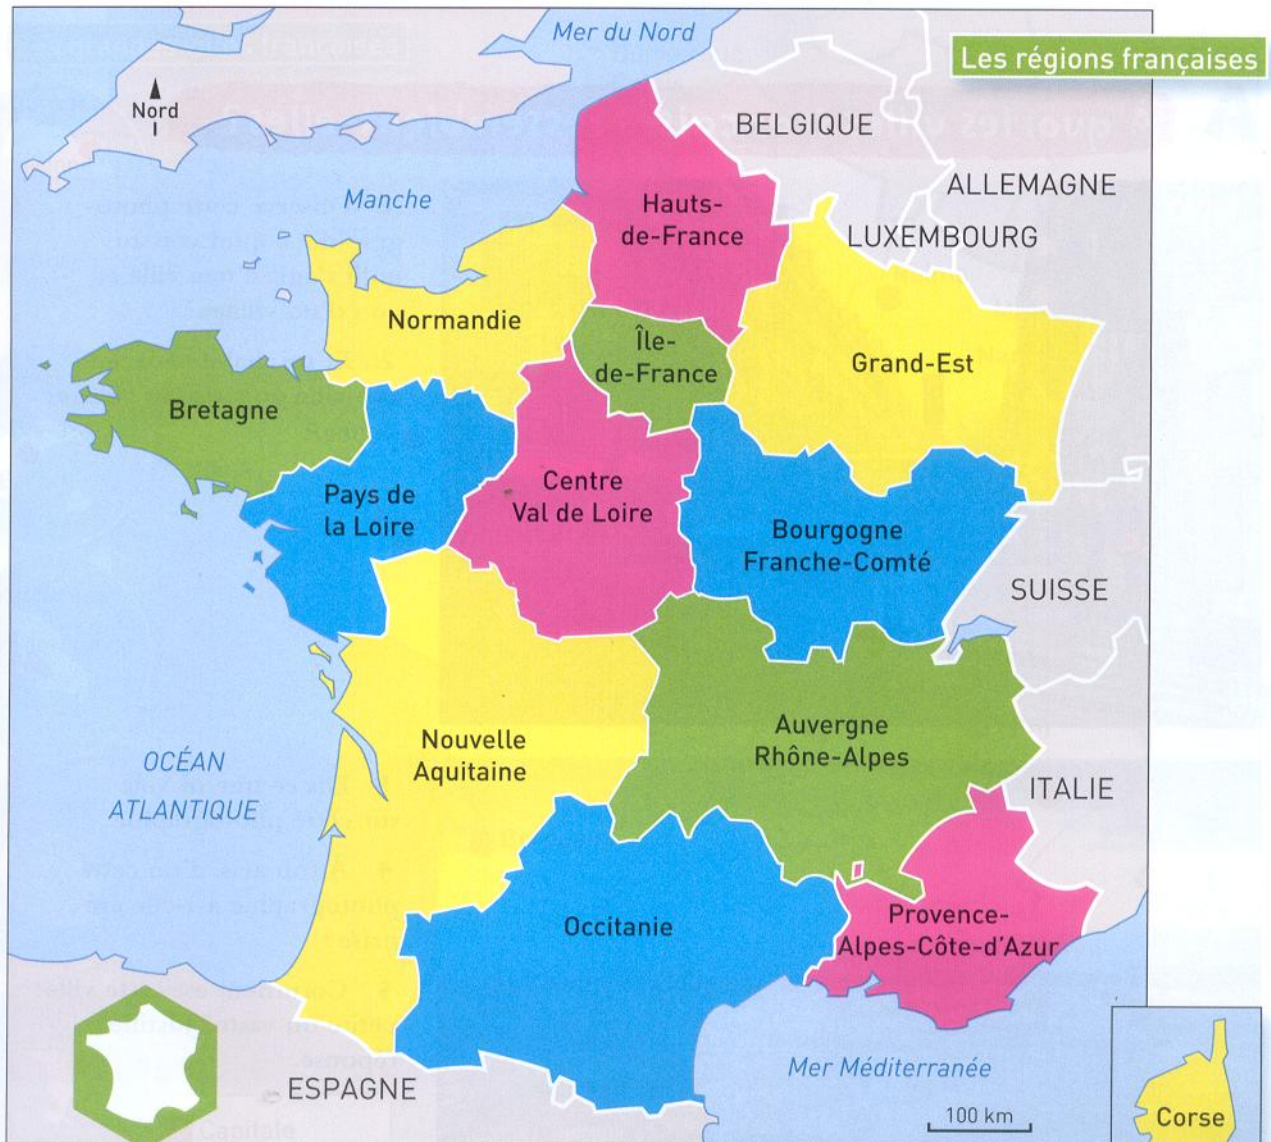 Mer du Nord
Les régions françaises
Nord
BELGIQUE
ALLEMAGNE
Manche
Hauts-
de-France
LUXEMBOURG
Normandie
Île-
de-France
Grand-Est
Bretagne
Pays de
la Loire
Centre
Val de Loire
Bourgogne
Franche-Comté
SUISSE
Nouvelle
Aquitaine
Auvergne
Rhône-Alpes
OCÉAN
ATLANTIQUE
ITALIE
Occitanie
Provence-
Alpes-Côte-d'Azur
Mer Méditerranée
ESPAGNE
100 km
Corse